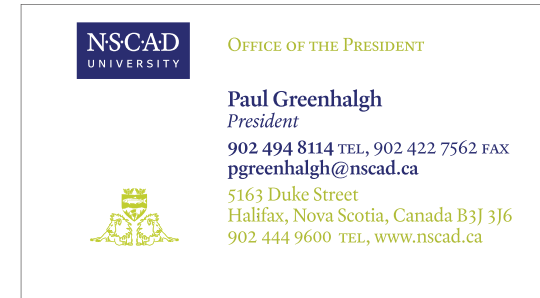 N·S·C·A·D
UNIVERSITY
OFFICE OF THE PRESIDENT
Paul Greenhalgh
President
902 494 8114 TEL, 902 422 7562 FAX
pgreenhalgh@nscad.ca
5163 Duke Street
Halifax, Nova Scotia, Canada B3J 3J6
902 444 9600 TEL, www.nscad.ca